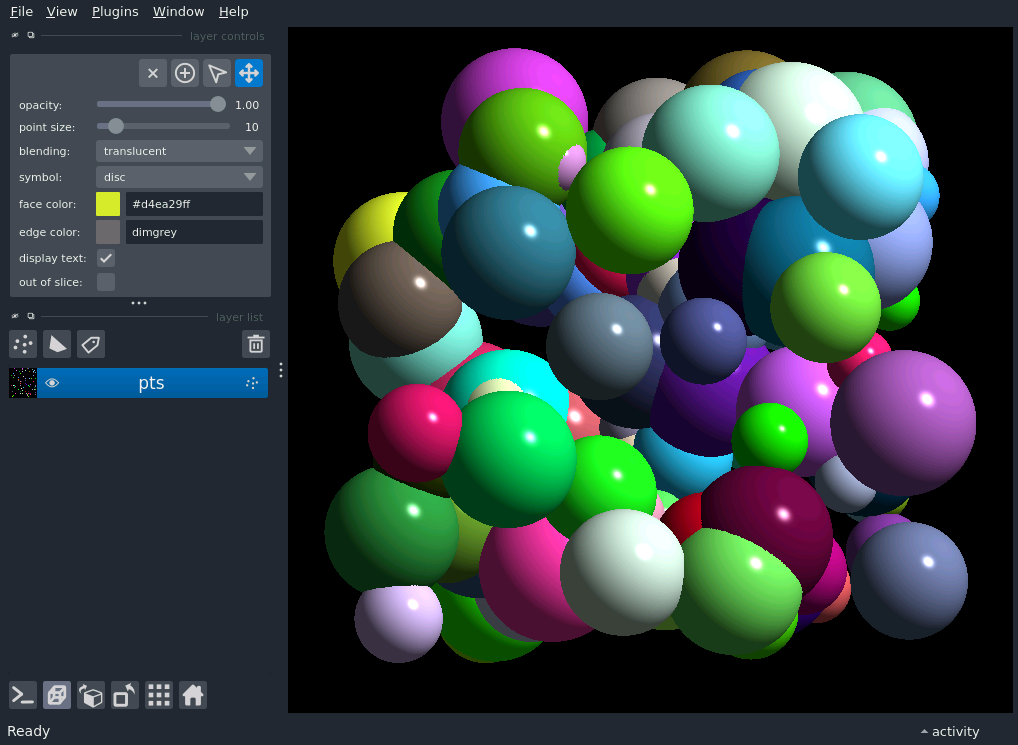 File View Plugins Window Help
layer controls
opacity: 1.00
point size: 10
blending: translucent
symbol: disc
face color: #d4ea29ff
edge color: dimgrey
display text:
out of slice:
layer list
pts
Ready activity